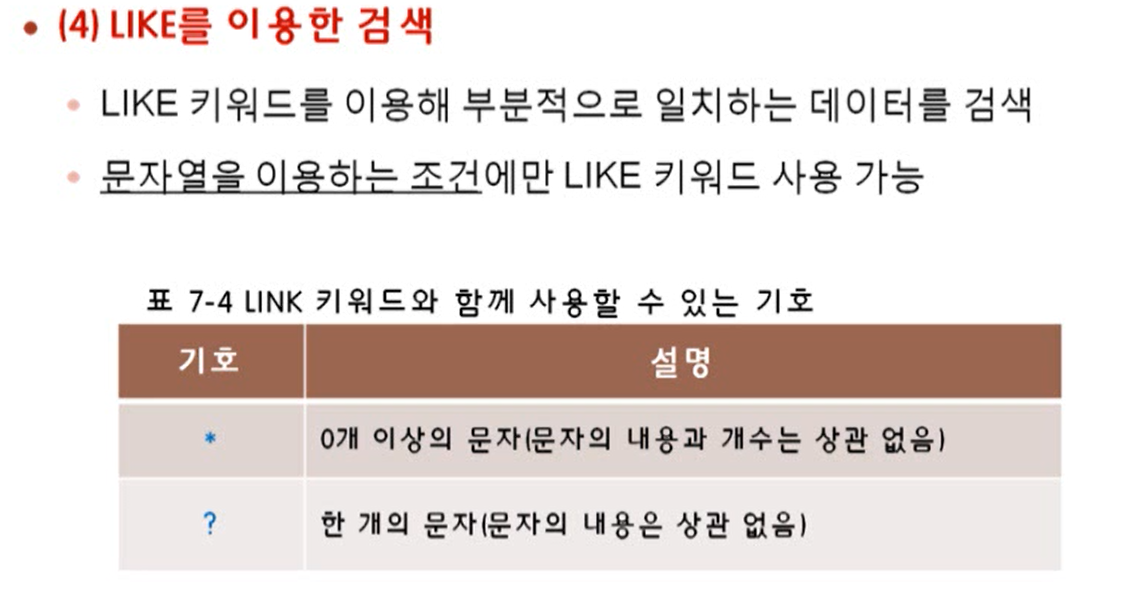 • (4) LIKE를 이용한 검색
• LIKE 키워드를 이용해 부분적으로 일치하는 데이터를 검색
• 문자열을 이용하는 조건에만 LIKE 키워드 사용 가능
표 7-4 LINK 키워드와 함께 사용할 수 있는 기호
기호 설명
* 0개 이상의 문자(문자의 내용과 개수는 상관 없음)
? 한 개의 문자(문자의 내용은 상관 없음)